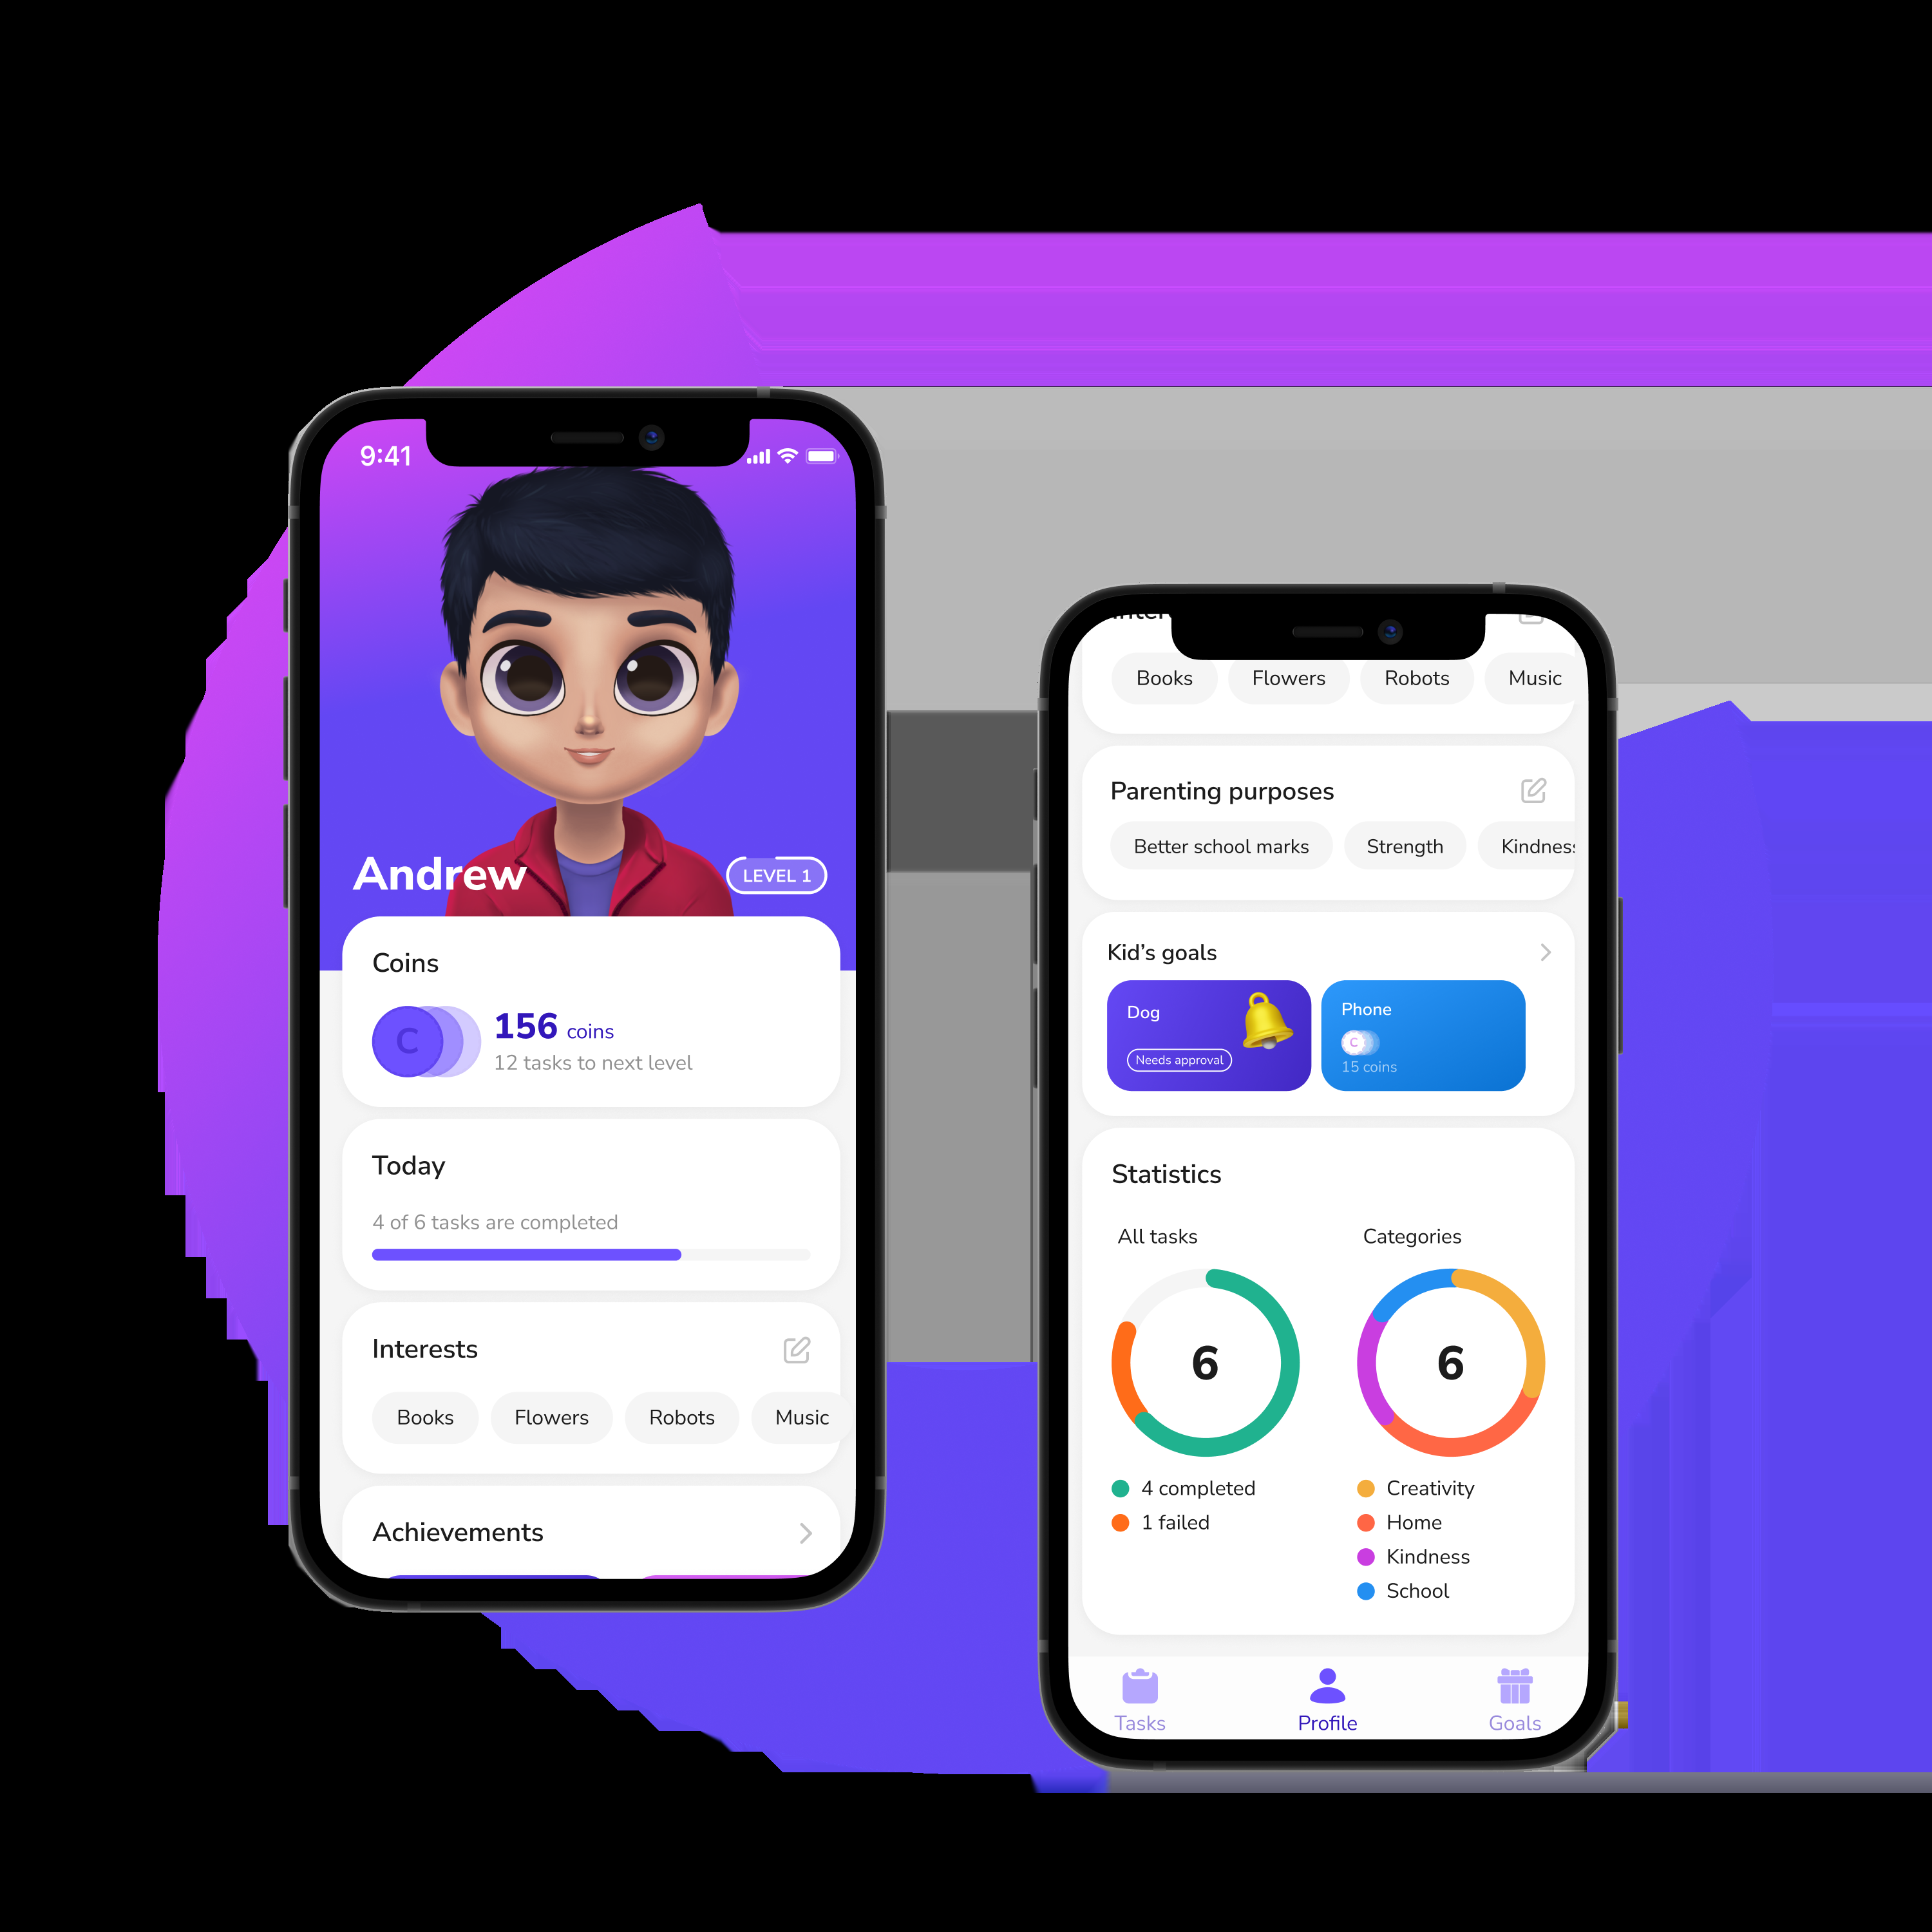 9:41
Andrew
LEVEL 1
Coins
C
156 coins
12 tasks to next level
Today
4 of 6 tasks are completed
Interests
Books Flowers Robots Music
Achievements
Books Flowers Robots Music
Parenting purposes
Better school marks Strength Kindness
Kid's goals
Dog
Needs approval
Phone
C
15 coins
Statistics
All tasks Categories
6 6
4 completed
1 failed
Creativity
Home
Kindness
School
Tasks Profile Goals